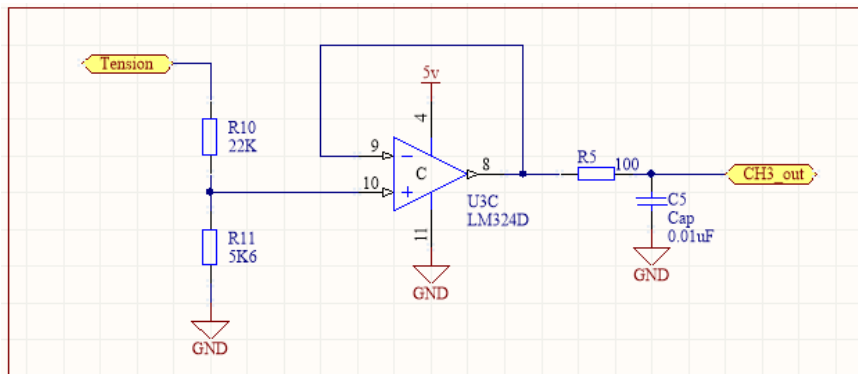 Tension
5v
4
R10
22K
9
8
R5
100
CH3_out
C
10
U3C
LM324D
C5
Cap
0.01uF
R11
5K6
11
GND
GND
GND